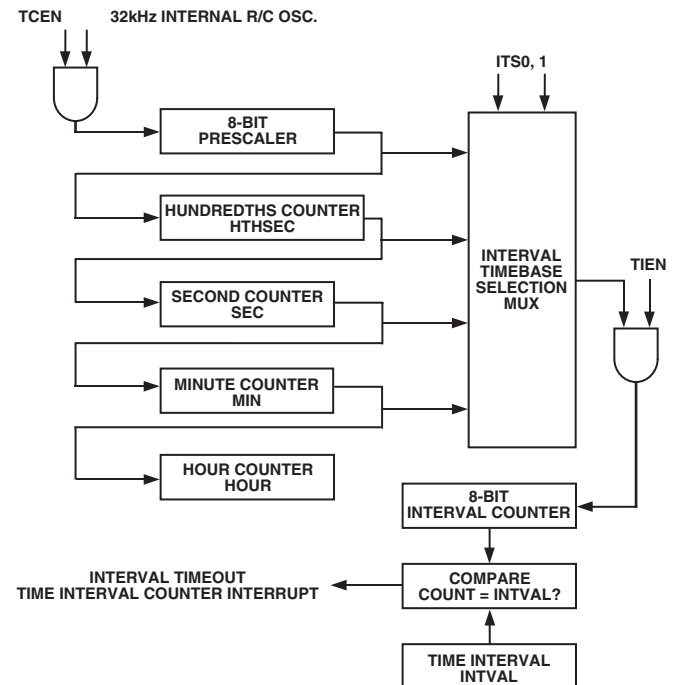 TCEN 32kHz INTERNAL R/C OSC.
ITS0, 1
8-BIT
PRESCALER
HUNDREDTHS COUNTER
HTHSEC
INTERVAL
TIMEBASE
SELECTION
MUX
TIEN
SECOND COUNTER
SEC
MINUTE COUNTER
MIN
HOUR COUNTER
HOUR
8-BIT
INTERVAL COUNTER
INTERVAL TIMEOUT
TIME INTERVAL COUNTER INTERRUPT
COMPARE
COUNT = INTVAL?
TIME INTERVAL
INTVAL